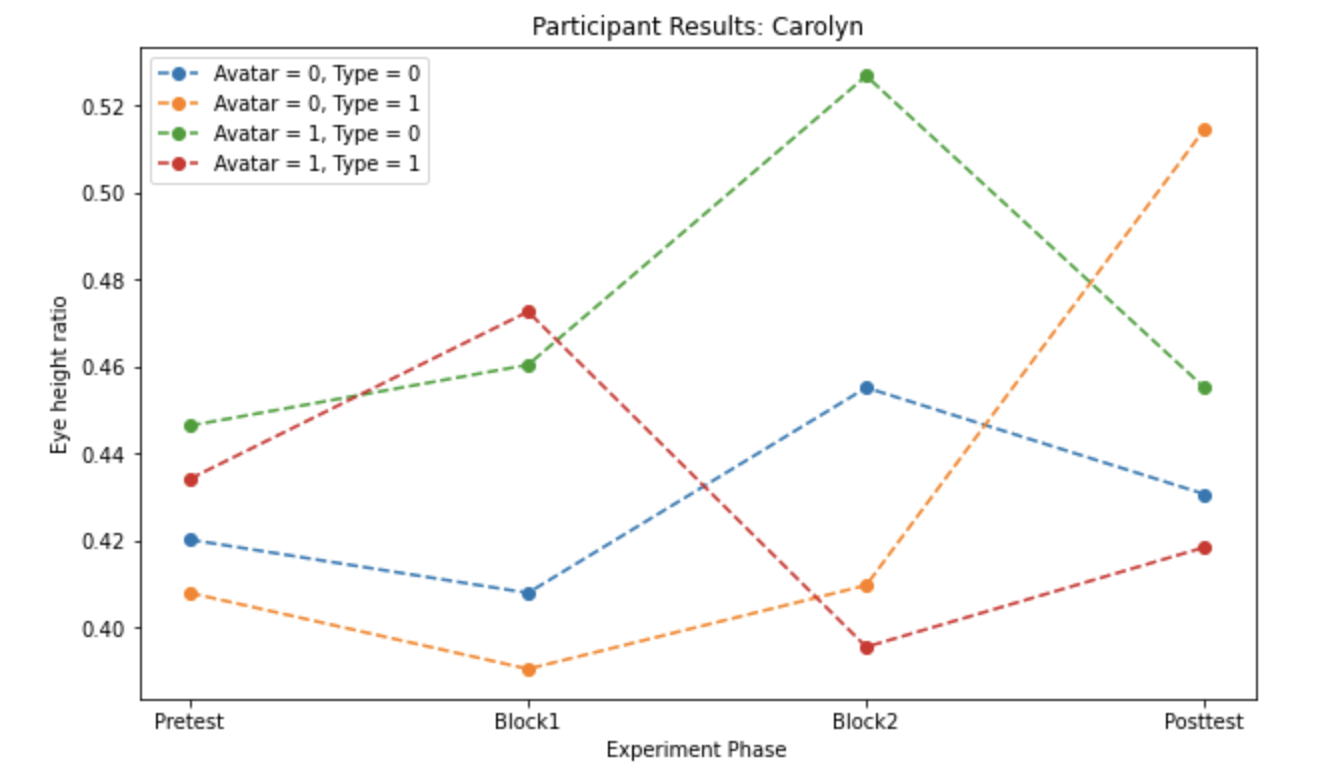 Participant Results: Carolyn
Avatar = 0, Type = 0
Avatar = 0, Type = 1
Avatar = 1, Type = 0
Avatar = 1, Type = 1
0.52
0.50
0.48
0.46
0.44
0.42
0.40
Eye height ratio
Pretest Block1 Block2 Posttest
Experiment Phase